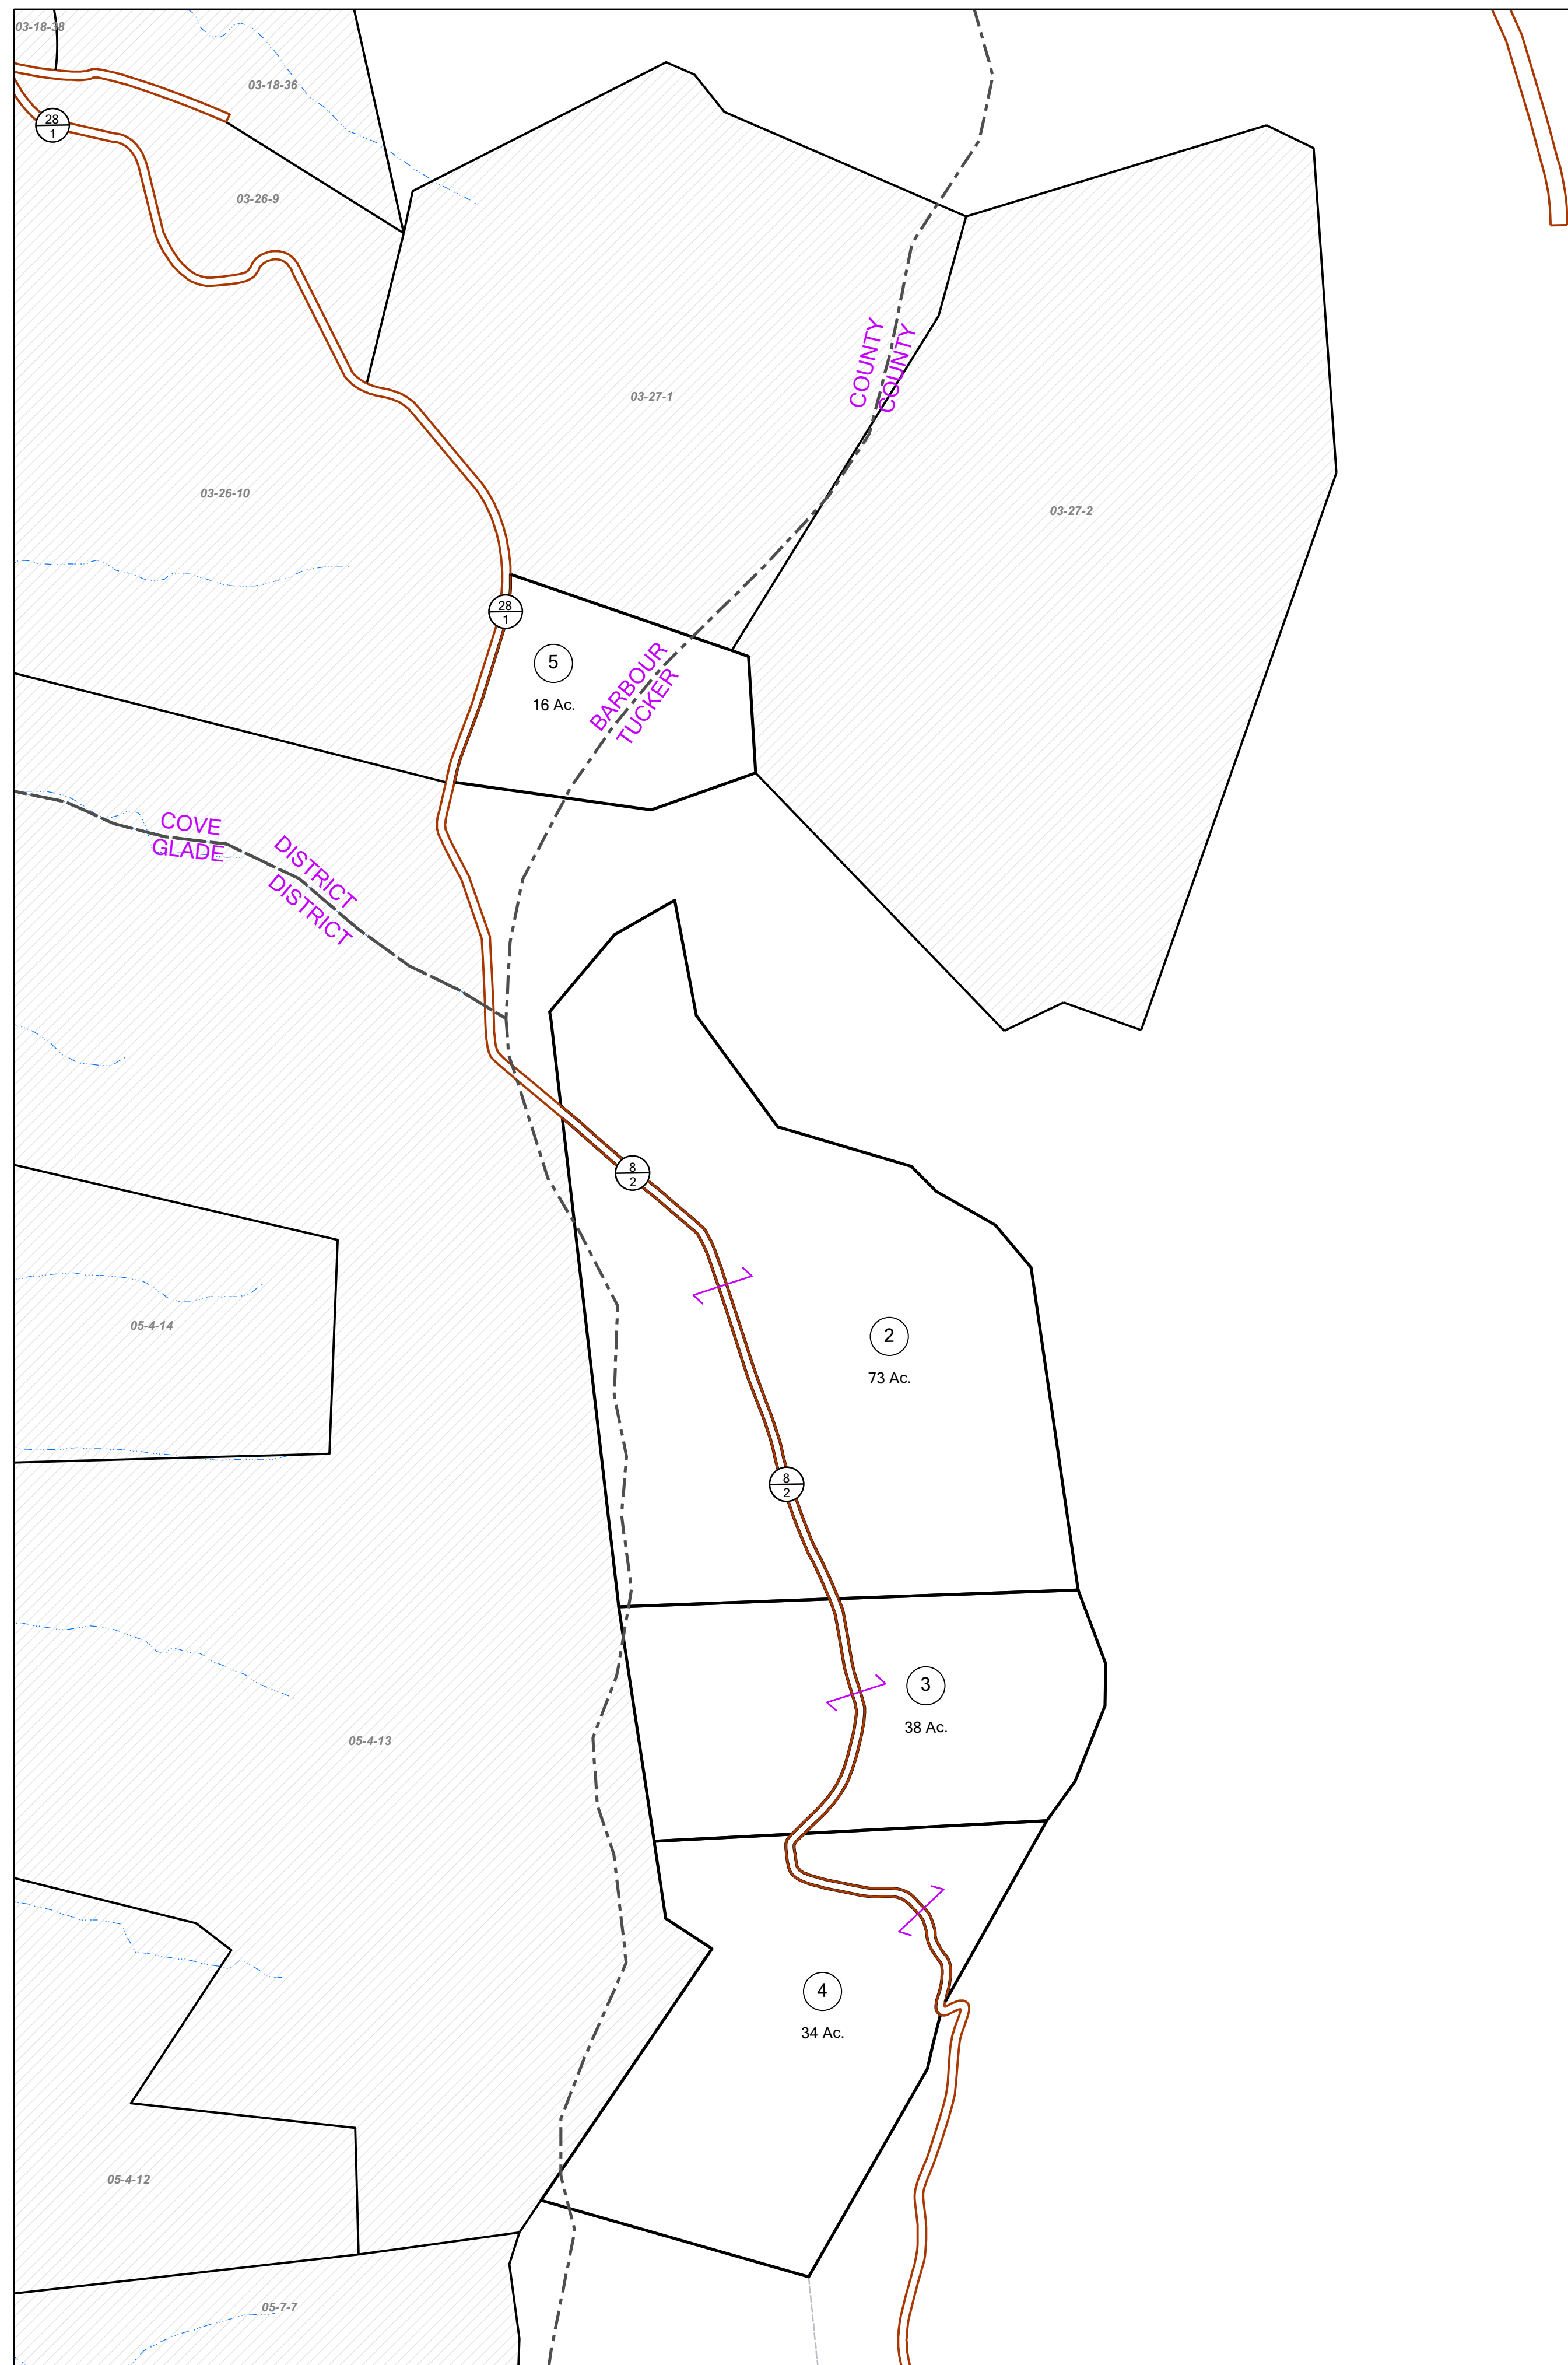 03-18-38
03-18-36
28
1
03-26-9
COUNTY
COUNTY
03-27-1
03-26-10
03-27-2
28
1
5
16 Ac.
BARBOUR
TUCKER
COVE
GLADE
DISTRICT
DISTRICT
8
2
05-4-14
2
73 Ac.
8
2
3
38 Ac.
05-4-13
4
34 Ac.
05-4-12
05-7-7